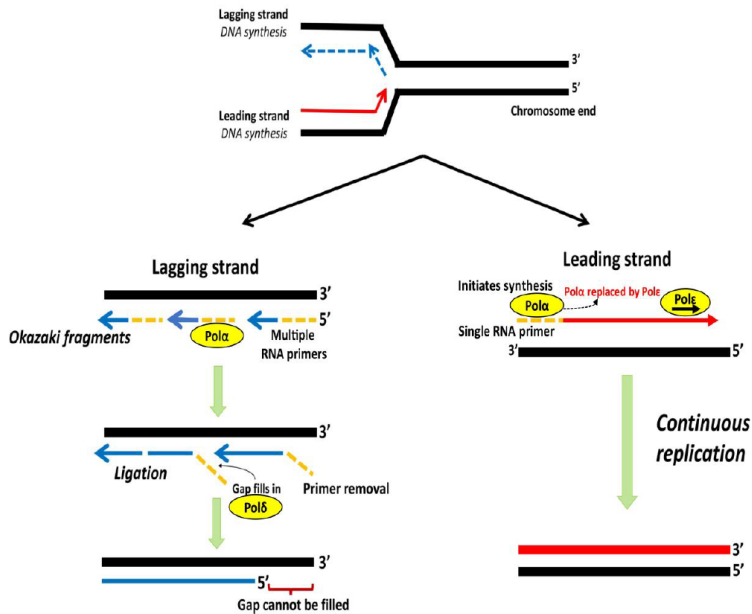 Lagging strand
DNA synthesis
3’
5’
Leading strand
DNA synthesis
Chromosome end
Lagging strand
3’
5’
Okazaki fragments
Polα
Multiple
RNA primers
3’
Ligation
Gap fills in
Polδ
Primer removal
3’
5’
Gap cannot be filled
Leading strand
Initiates synthesis
Polα replaced by Polε
Polα
Polε
Single RNA primer
3’
5’
Continuous
replication
3’
5’